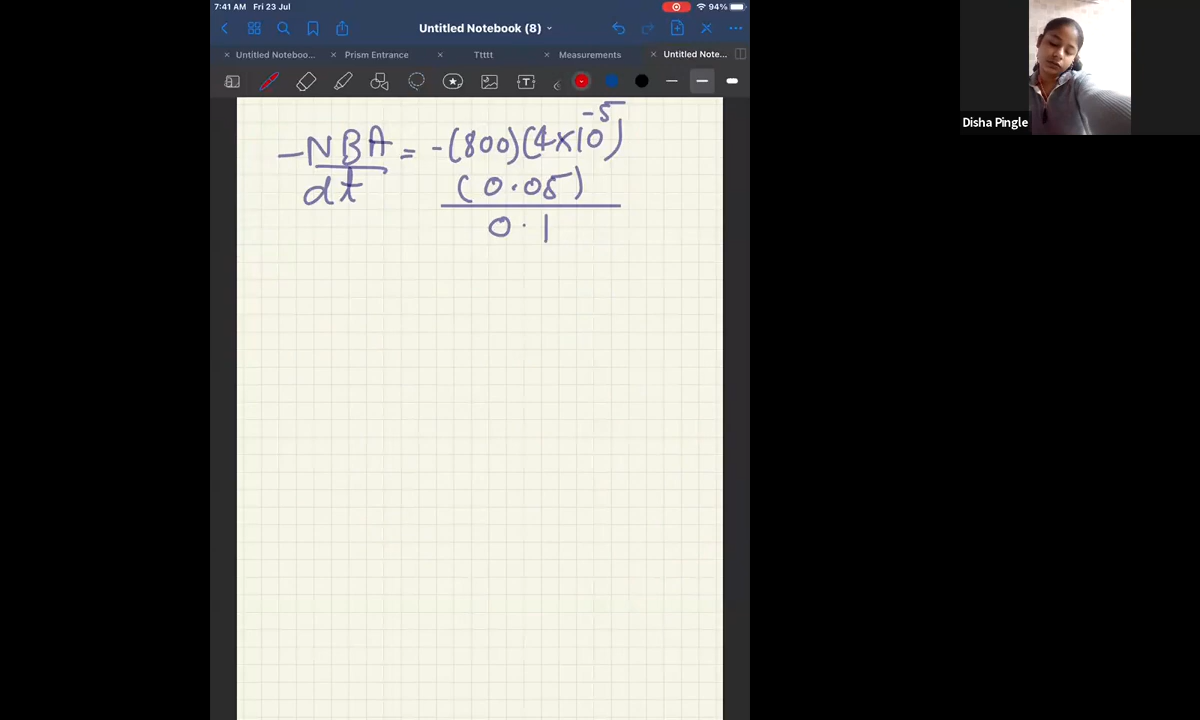 7:41 AM Fri 23 Jul
94%
Untitled Notebook (8)
Untitled Noteboo...
Prism Entrance
Ttttt
Measurements
Untitled Note...
Disha Pingle
-NBA/dt = -(800)(4×10⁻⁵)
(0.05)
0.1